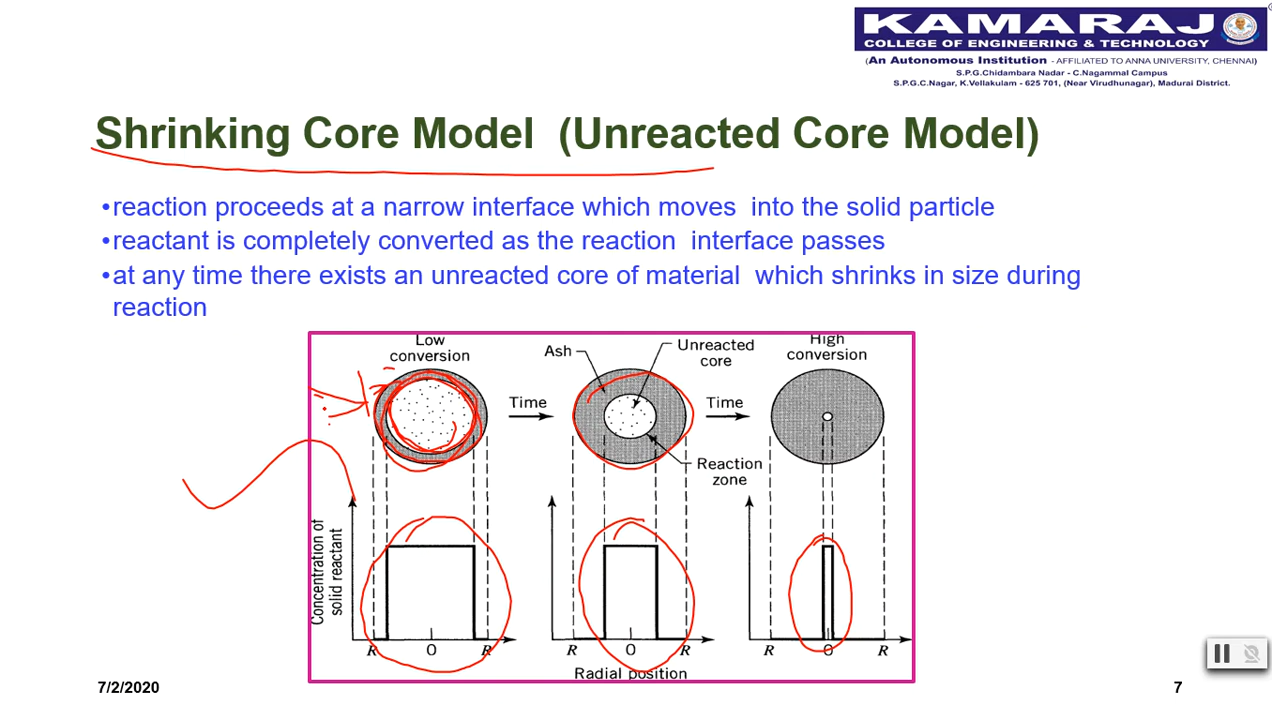 KAMARAJ
COLLEGE OF ENGINEERING & TECHNOLOGY
(An Autonomous Institution - AFFILIATED TO ANNA UNIVERSITY, CHENNAI)
S.P.G.Chidambara Nadar - C.Nagammal Campus
S.P.G.C.Nagar, K.Vellakulam - 625 701, (Near Virudhunagar), Madurai District.
Shrinking Core Model (Unreacted Core Model)
•reaction proceeds at a narrow interface which moves into the solid particle
•reactant is completely converted as the reaction interface passes
•at any time there exists an unreacted core of material which shrinks in size during
reaction
Low
conversion
Ash
Unreacted
core
High
conversion
Time
Time
Reaction
zone
Concentration of
solid reactant
R O R
R O R
R O R
Radial position
7/2/2020
7